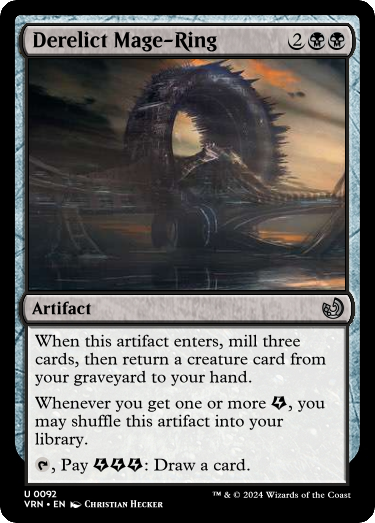 Derelict Mage-Ring 2
Artifact
When this artifact enters, mill three
cards, then return a creature card from
your graveyard to your hand.
Whenever you get one or more , you
may shuffle this artifact into your
library.
, Pay : Draw a card.
U 0092
VRN • EN Christian Hecker
™ & © 2024 Wizards of the Coast